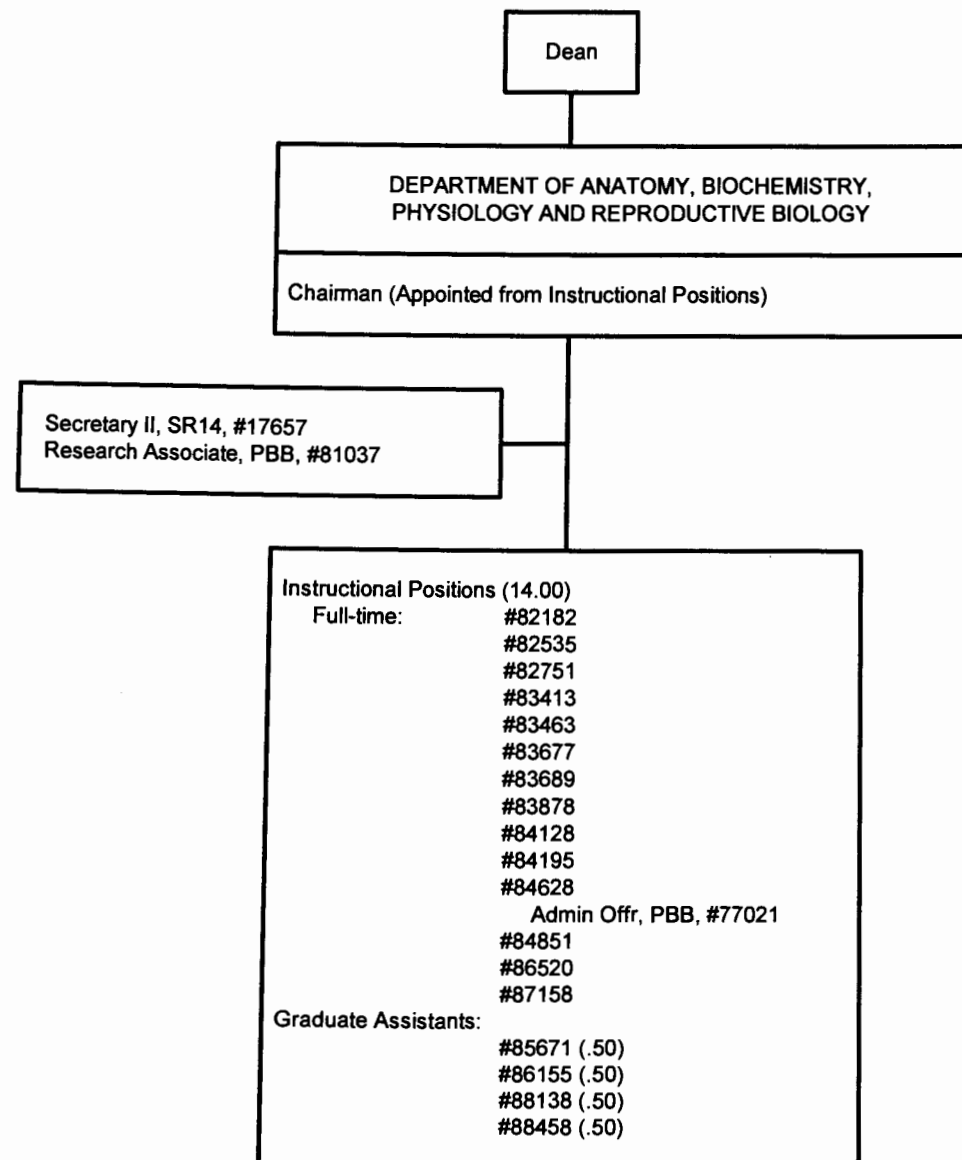 Dean
DEPARTMENT OF ANATOMY, BIOCHEMISTRY,
PHYSIOLOGY AND REPRODUCTIVE BIOLOGY
Chairman (Appointed from Instructional Positions)
Secretary II, SR14, #17657
Research Associate, PBB, #81037
Instructional Positions (14.00)
Full-time: #82182
#82535
#82751
#83413
#83463
#83677
#83689
#83878
#84128
#84195
#84628
Admin Offr, PBB, #77021
#84851
#86520
#87158
Graduate Assistants:
#85671 (.50)
#86155 (.50)
#88138 (.50)
#88458 (.50)